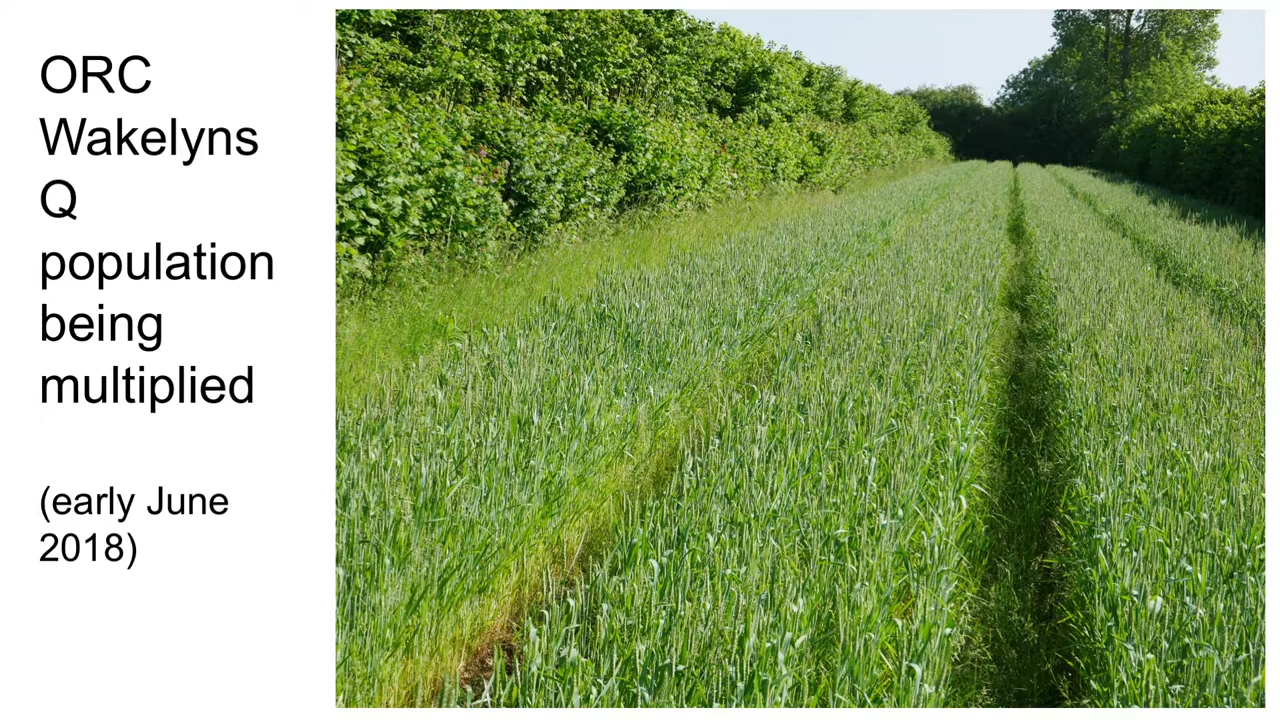 ORC
Wakelyns
Q
population
being
multiplied
(early June
2018)